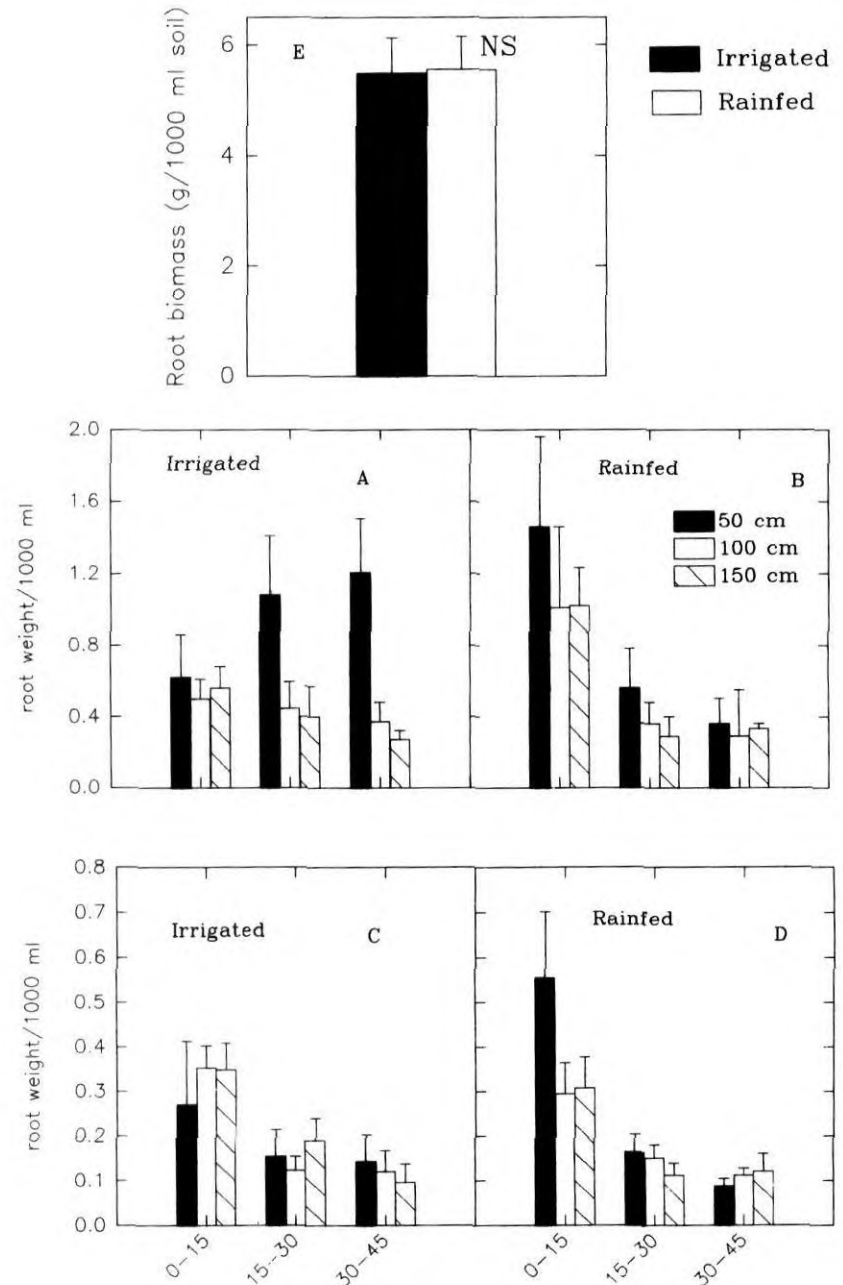 Root biomass (g/1000 ml soil)
6
4
2
0
E
NS
Irrigated
Rainfed
root weight/1000 ml
2.0
1.6
1.2
0.8
0.4
0.0
Irrigated
A
Rainfed
B
50 cm
100 cm
150 cm
root weight/1000 ml
0.8
0.7
0.6
0.5
0.4
0.3
0.2
0.1
0.0
Irrigated
C
Rainfed
D
0-15
15-30
30-45
0-15
15-30
30-45